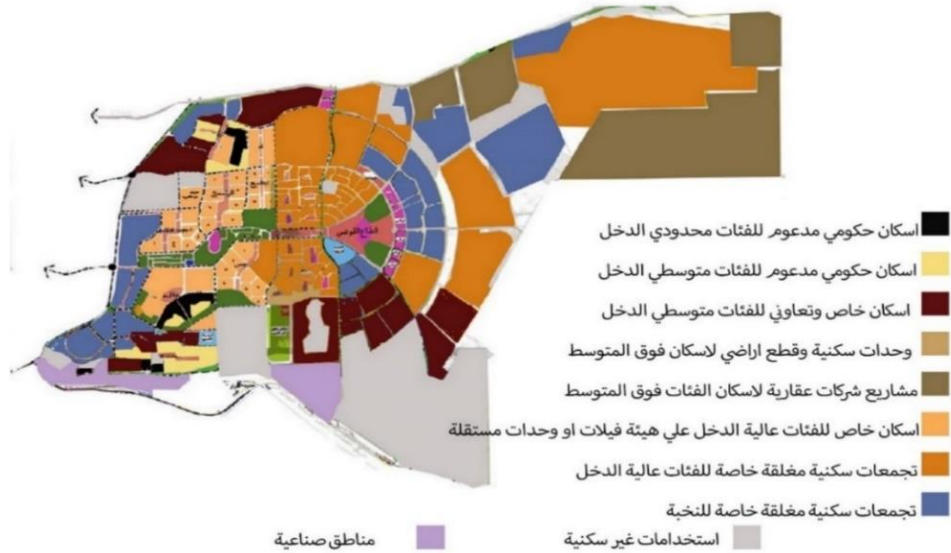 اسكان حكومي مدعوم للفئات محدودي الدخل
اسكان حكومي مدعوم للفئات متوسطي الدخل
اسكان خاص وتعاوني للفئات متوسطي الدخل
وحدات سكنية وقطع اراضي لاسكان فوق المتوسط
مشاريع شركات عقارية لاسكان الفئات فوق المتوسط
اسكان خاص للفئات عالية الدخل علي هيئة فيلات او وحدات مستقلة
تجمعات سكنية مغلقة خاصة للفئات عالية الدخل
تجمعات سكنية مغلقة خاصة للنخبة
استخدامات غير سكنية
مناطق صناعية